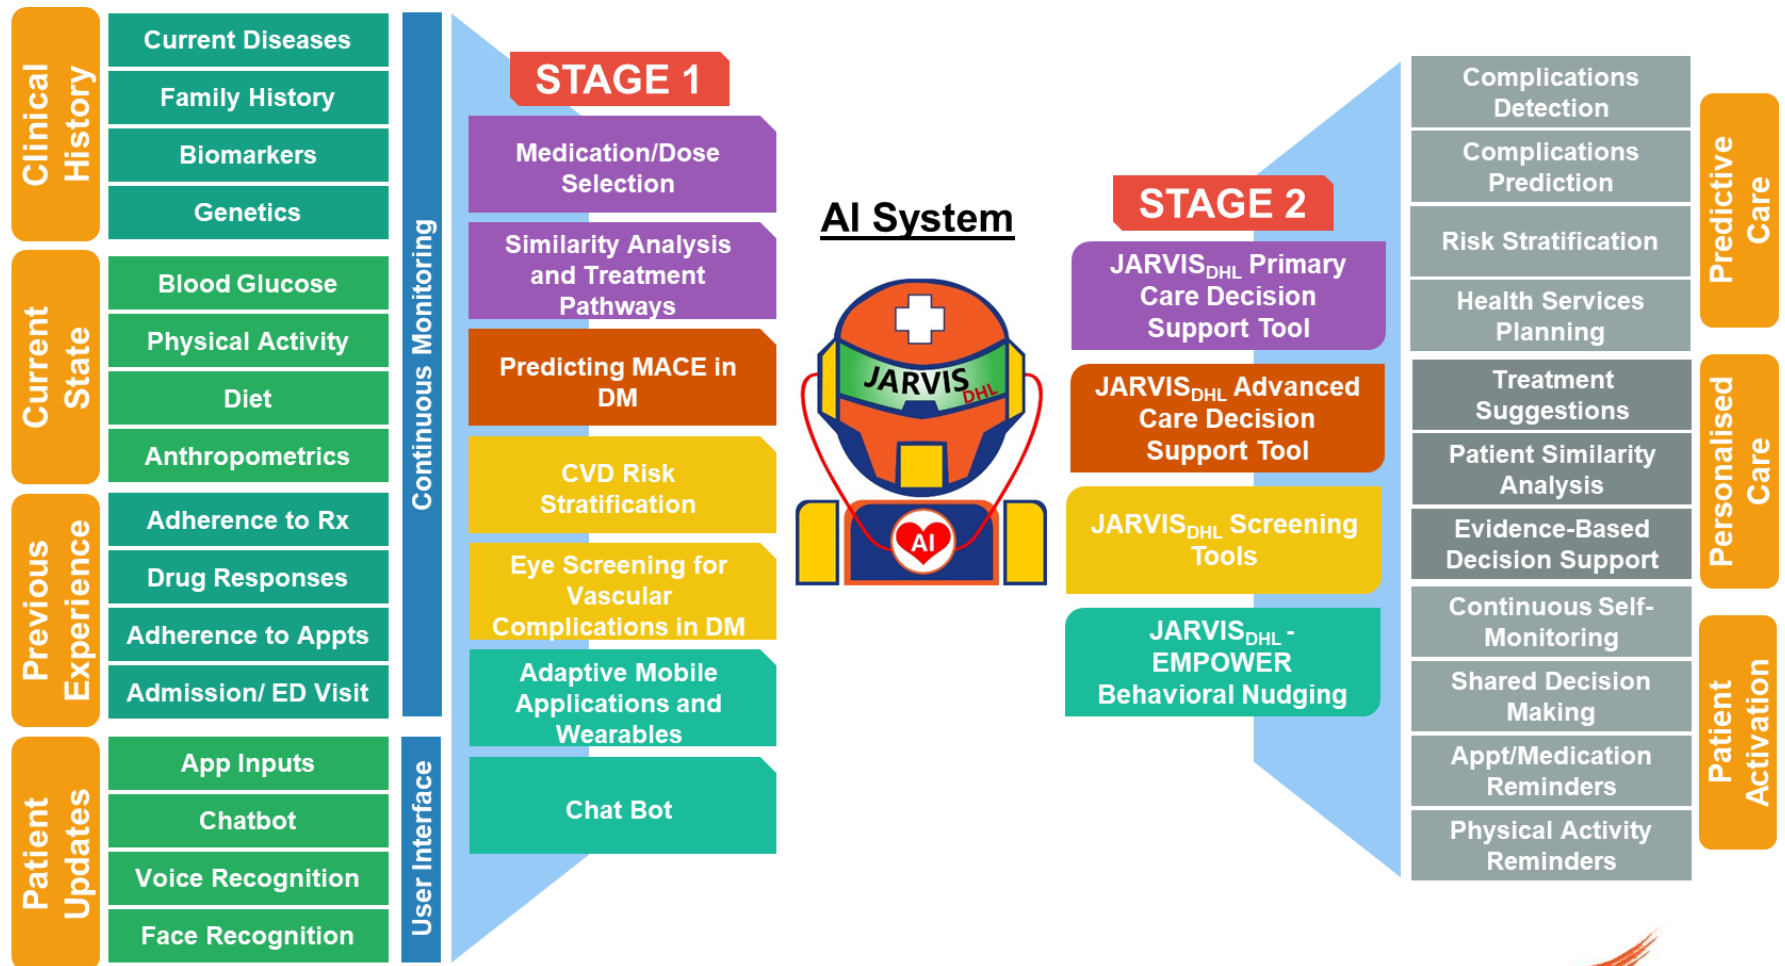 Clinical
History
Current Diseases
Family History
Biomarkers
Genetics
Current
State
Blood Glucose
Physical Activity
Diet
Anthropometrics
Previous
Experience
Adherence to Rx
Drug Responses
Adherence to Appts
Admission/ ED Visit
Patient
Updates
App Inputs
Chatbot
Voice Recognition
Face Recognition
Continuous Monitoring
User Interface
STAGE 1
Medication/Dose
Selection
Similarity Analysis
and Treatment
Pathways
Predicting MACE in
DM
CVD Risk
Stratification
Eye Screening for
Vascular
Complications in DM
Adaptive Mobile
Applications and
Wearables
Chat Bot
AI System
JARVIS
DHL
AI
STAGE 2
JARVISDHL Primary
Care Decision
Support Tool
JARVISDHL Advanced
Care Decision
Support Tool
JARVISDHL Screening
Tools
JARVISDHL -
EMPOWER
Behavioral Nudging
Complications
Detection
Complications
Prediction
Risk Stratification
Health Services
Planning
Predictive
Care
Treatment
Suggestions
Patient Similarity
Analysis
Evidence-Based
Decision Support
Personalised
Care
Continuous Self-
Monitoring
Shared Decision
Making
Appt/Medication
Reminders
Physical Activity
Reminders
Patient
Activation